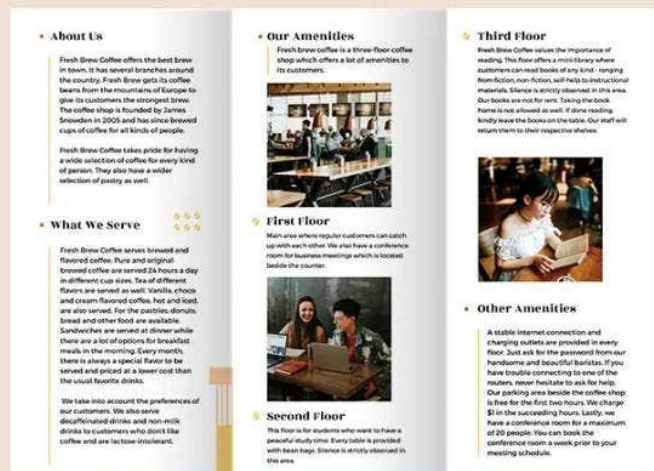 About Us
Fresh Brew Coffee offers the best brew
in town. It has several branches around
the country. Fresh Brew gets its coffee
beans from the mountains of Europe to
give its customers the strongest brew.
The coffee shop is founded by James
Snowden in 2005 and has since brewed
cups of coffee for all kinds of people.
Fresh Brew Coffee takes pride for having
a wide selection of coffee for every kind
of person. They also have a wider
selection of pastry as well.
What We Serve
Fresh Brew Coffee serves brewed and
flavored coffee. Pure and original
brewed coffee are served 24 hours a day
in different cup sizes. Tea of different
flavors are served as well. Vanilla, choco
and cream flavored coffee, hot and iced,
are also served. For the pastries, donuts,
bread and other food are available.
Sandwiches are served at dinner while
there are a lot of options for breakfast
meals in the morning. Every month,
there is always a special flavor to be
served and priced at a lower cost than
the usual favorite drinks.
We take into account the preferences of
our customers. We also serve
decaffeinated drinks and non-milk
drinks to customers who don't like
coffee and are lactose-intolerant.
Our Amenities
Fresh brew coffee is a three-floor coffee
shop which offers a lot of amenities to
its customers.
First Floor
Main area where regular customers can catch
up with each other. We also have a conference
room for business meetings which is located
beside the counter.
Second Floor
This floor is for students who want to have a
peaceful study time. Every table is provided
with bean bags. Silence is strictly observed in
this area.
Third Floor
Fresh Brew Coffee values the importance of
reading. This floor offers a mini-library where
customers can read books of any kind - ranging
from fiction, non-fiction, self-help to instructional
materials. Silence is strictly observed in this area.
Our books are not for rent. Taking the book
home is not allowed as well. If done reading,
kindly leave the books on the table. Our staff will
return them to their respective shelves.
Other Amenities
A stable internet connection and
charging outlets are provided in every
floor. Just ask for the password from our
handsome and beautiful baristas. If you
have trouble connecting to one of the
routers, never hesitate to ask for help.
Our parking area beside the coffee shop
is free for the first two hours. We charge
$1 in the succeeding hours. Lastly, we
have a conference room for a maximum
of 20 people. You can book the
conference room a week prior to your
meeting schedule.